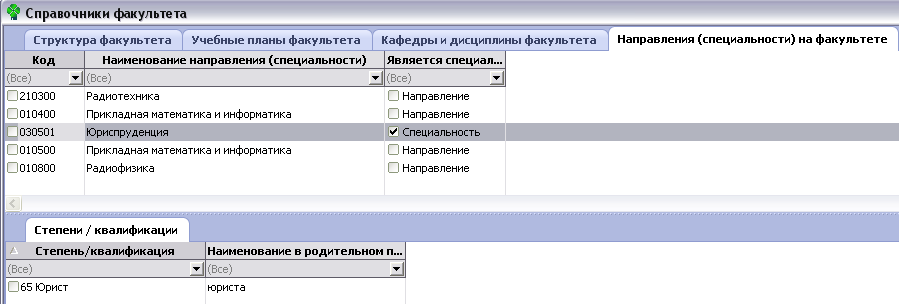 Справочники факультета
Структура факультета Учебные планы факультета Кафедры и дисциплины факультета Направления (специальности) на факультете
Код Наименование направления (специальности) Является специал...
(Все) (Все) (Все)
210300 Радиотехника Направление
010400 Прикладная математика и информатика Направление
030501 Юриспруденция Специальность
010500 Прикладная математика и информатика Направление
010800 Радиофизика Направление
Степени / квалификации
Степень/квалификация Наименование в родительном п...
(Все) (Все)
65 Юрист юриста